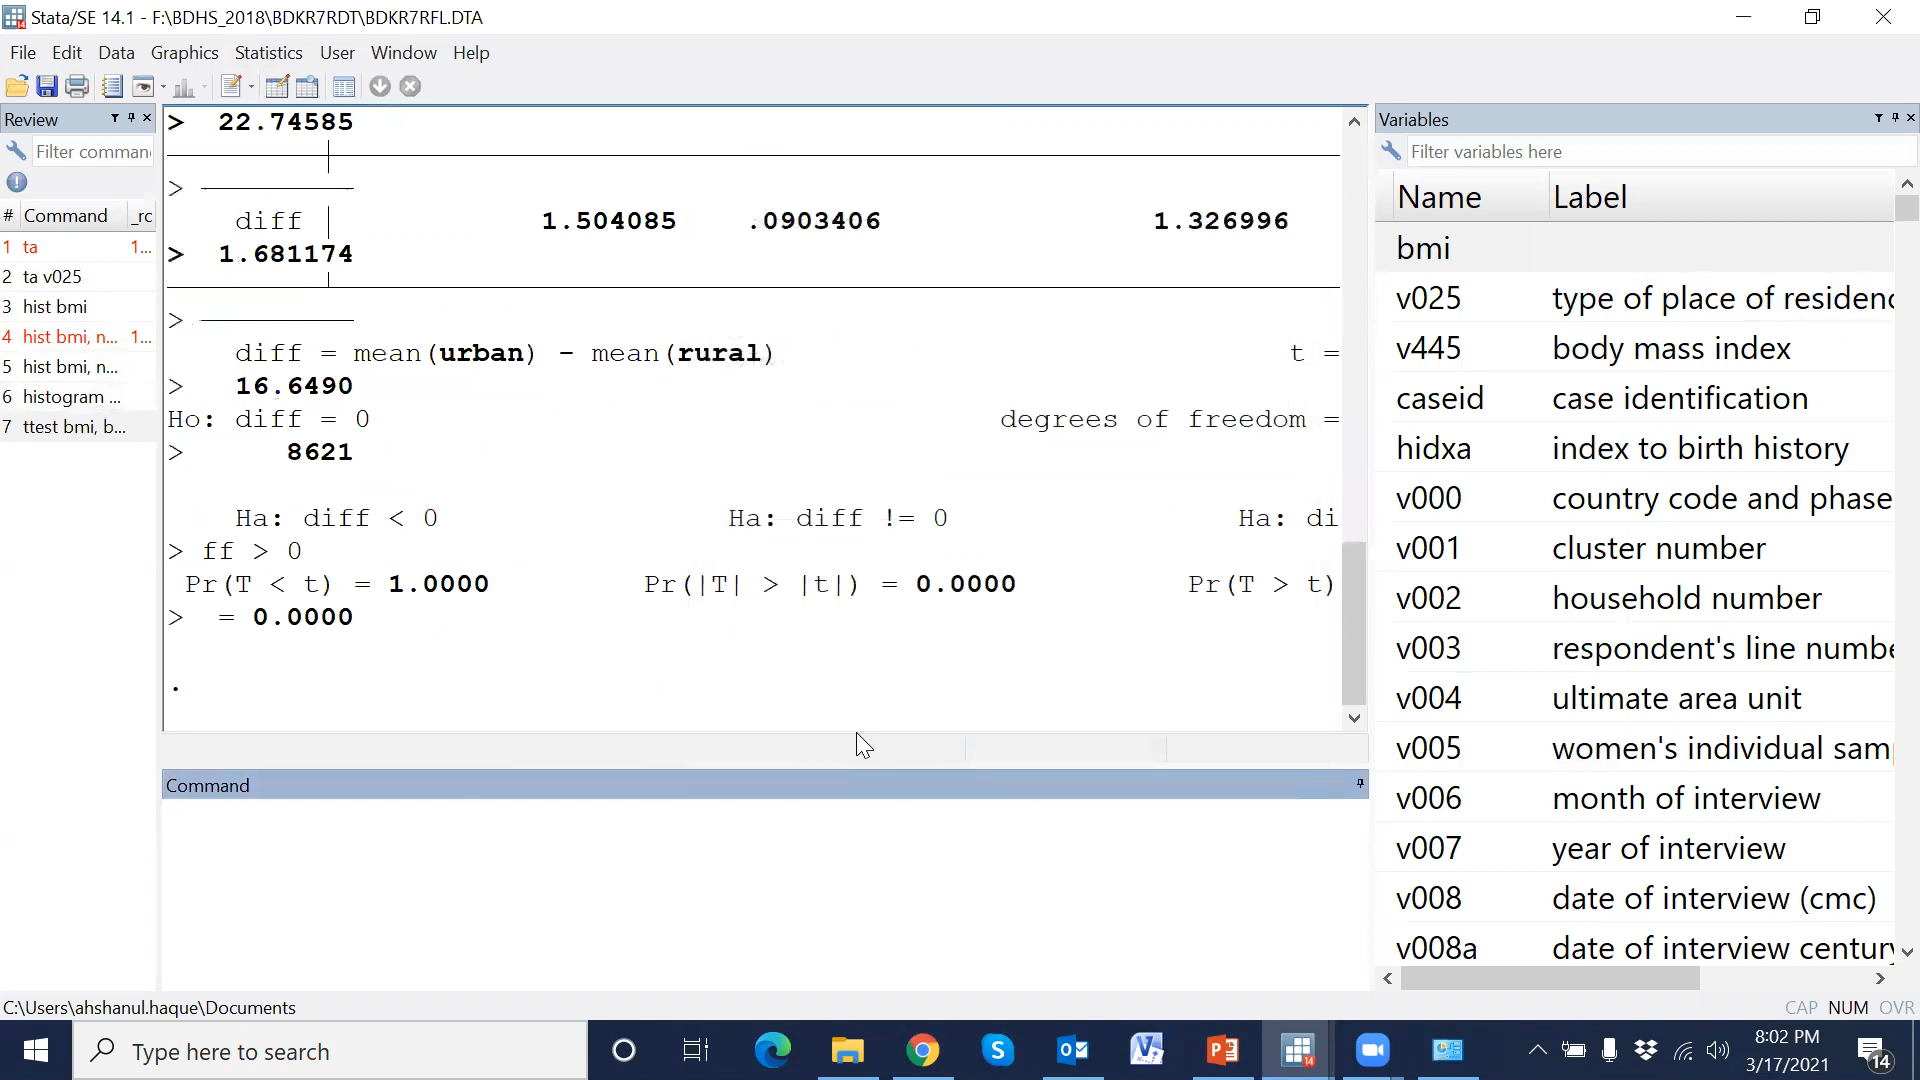 Stata/SE 14.1 - F:\BDHS_2018\BDKR7RDT\BDKR7RFL.DTA
File Edit Data Graphics Statistics User Window Help
Review
Filter comman
# Command _rc
1 ta 1...
2 ta v025
3 hist bmi
4 hist bmi, n... 1...
5 hist bmi, n...
6 histogram ...
7 ttest bmi, b...
> 22.74585
>
diff 1.504085 .0903406 1.326996
> 1.681174
>
diff = mean(urban) - mean(rural) t =
> 16.6490
Ho: diff = 0 degrees of freedom =
> 8621
Ha: diff < 0 Ha: diff != 0 Ha: di
> ff > 0
Pr(T < t) = 1.0000 Pr(|T| > |t|) = 0.0000 Pr(T > t)
> = 0.0000
.
Command
Variables
Filter variables here
Name Label
bmi
v025 type of place of residenc
v445 body mass index
caseid case identification
hidxa index to birth history
v000 country code and phase
v001 cluster number
v002 household number
v003 respondent's line numbe
v004 ultimate area unit
v005 women's individual sam
v006 month of interview
v007 year of interview
v008 date of interview (cmc)
v008a date of interview century
C:\Users\ahshanul.haque\Documents
CAP NUM OVR
Type here to search
8:02 PM
3/17/2021
14